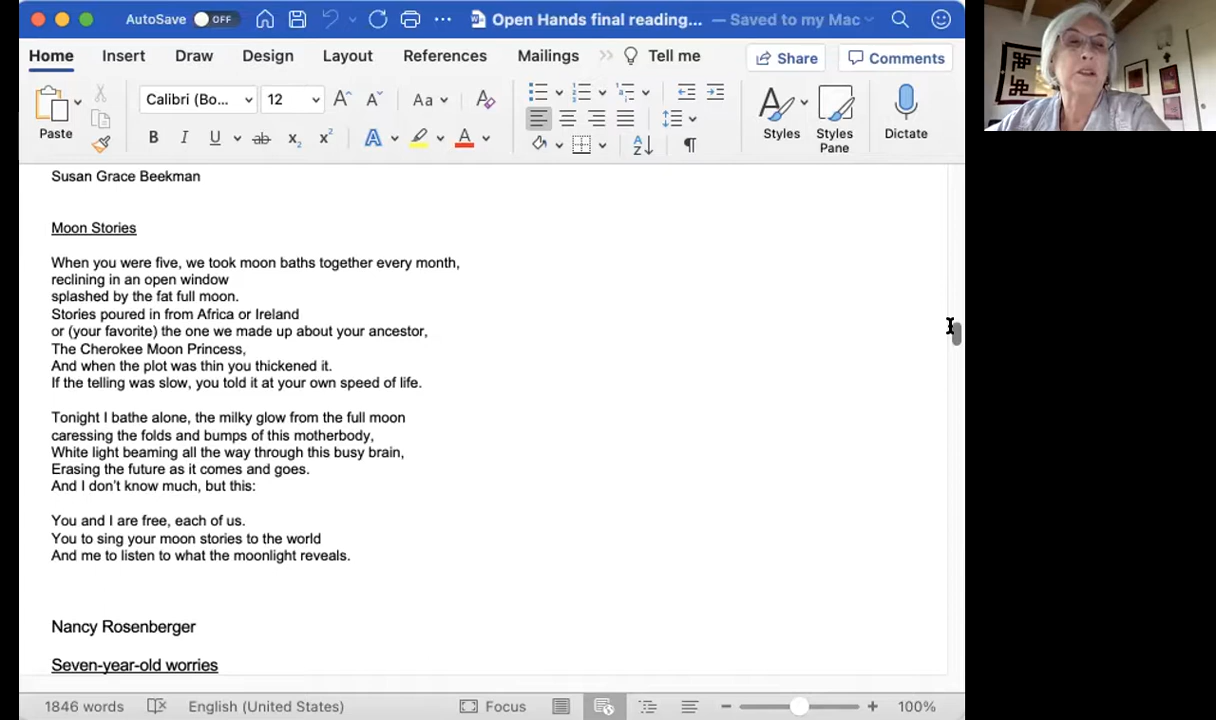 AutoSave OFF Open Hands final reading... — Saved to my Mac
Home Insert Draw Design Layout References Mailings Tell me Share Comments
Paste Calibri (Bo... 12 Aa Styles Styles Pane Dictate
Susan Grace Beekman
Moon Stories
When you were five, we took moon baths together every month,
reclining in an open window
splashed by the fat full moon.
Stories poured in from Africa or Ireland
or (your favorite) the one we made up about your ancestor,
The Cherokee Moon Princess,
And when the plot was thin you thickened it.
If the telling was slow, you told it at your own speed of life.
Tonight I bathe alone, the milky glow from the full moon
caressing the folds and bumps of this motherbody,
White light beaming all the way through this busy brain,
Erasing the future as it comes and goes.
And I don't know much, but this:
You and I are free, each of us.
You to sing your moon stories to the world
And me to listen to what the moonlight reveals.
Nancy Rosenberger
Seven-year-old worries
1846 words English (United States) Focus 100%